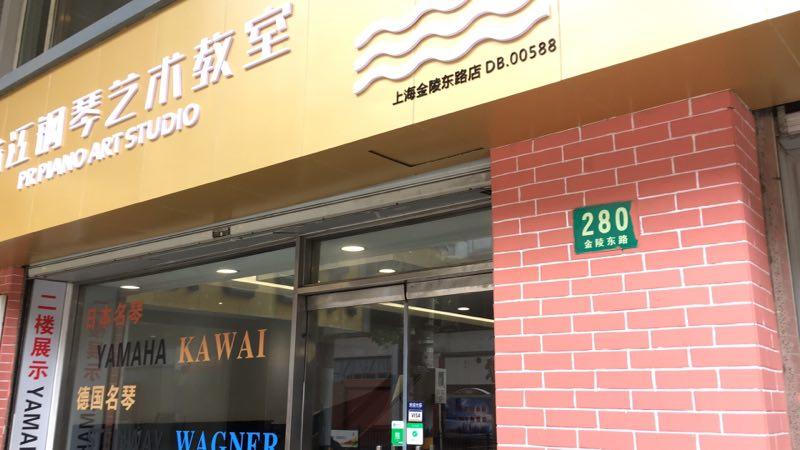 江钢琴艺术教室
PR.PIANO ART STUDIO
上海金陵东路店 DB.00588
280
金陵东路
二楼展示 YAMA
日本名琴
YAMAHA KAWAI
德国名琴
WAGNER
VISA